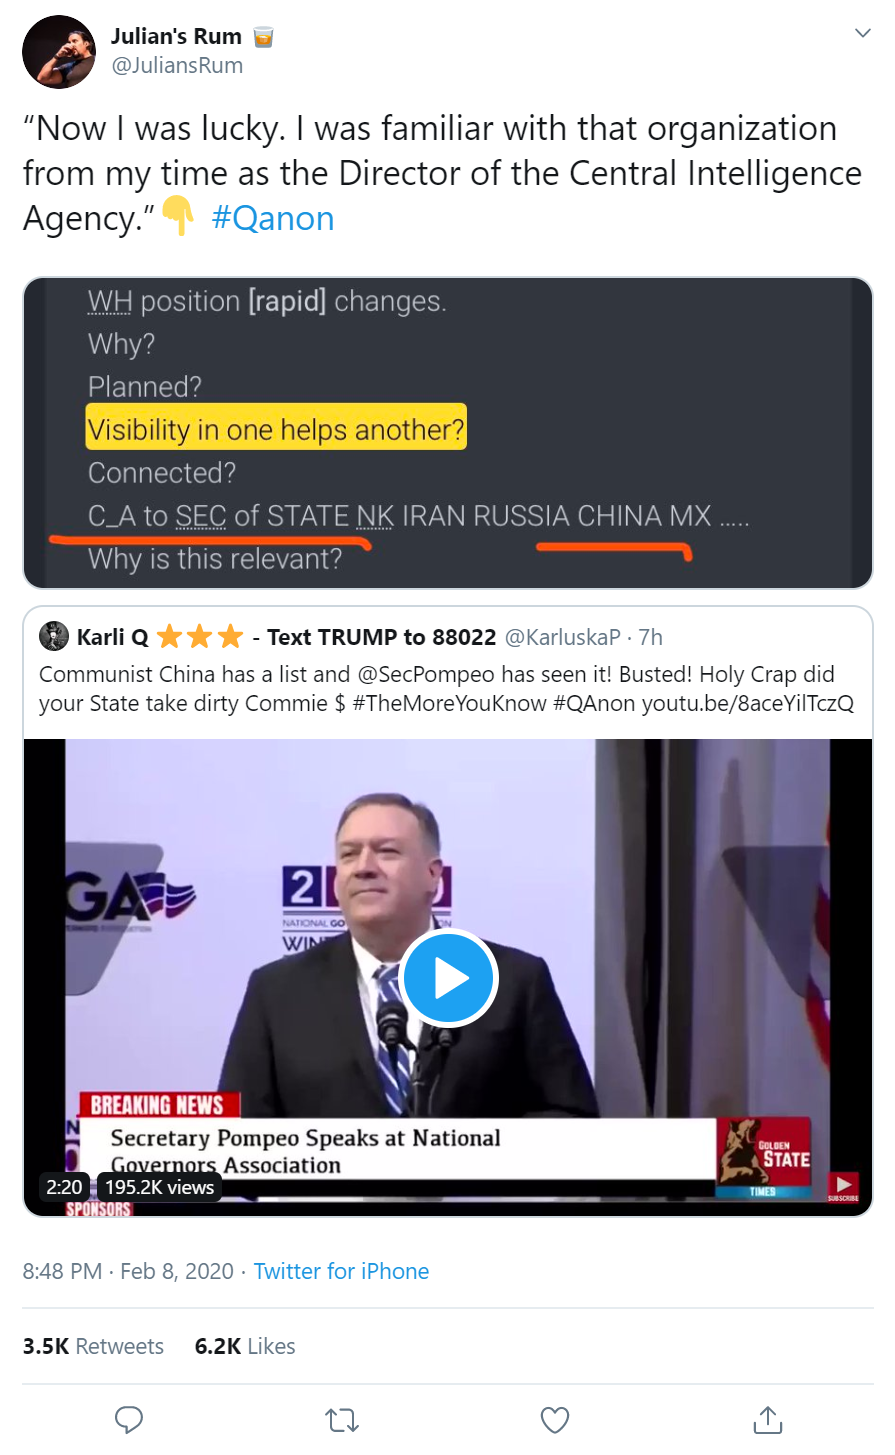 Julian's Rum 🥃
@JuliansRum
“Now I was lucky. I was familiar with that organization
from my time as the Director of the Central Intelligence
Agency.”👇 #Qanon
WH position [rapid] changes.
Why?
Planned?
Visibility in one helps another?
Connected?
C_A to SEC of STATE NK IRAN RUSSIA CHINA MX .....
Why is this relevant?
Karli Q ⭐⭐⭐ - Text TRUMP to 88022 @KarluskaP · 7h
Communist China has a list and @SecPompeo has seen it! Busted! Holy Crap did
your State take dirty Commie $ #TheMoreYouKnow #QAnon youtu.be/8aceYilTczQ
GA
2
NATIONAL GO
WIN
BREAKING NEWS
Secretary Pompeo Speaks at National
Governors Association
GOLDEN
STATE
TIMES
2:20
195.2K views
SUBSCRIBE
SPONSORS
8:48 PM · Feb 8, 2020 · Twitter for iPhone
3.5K Retweets 6.2K Likes